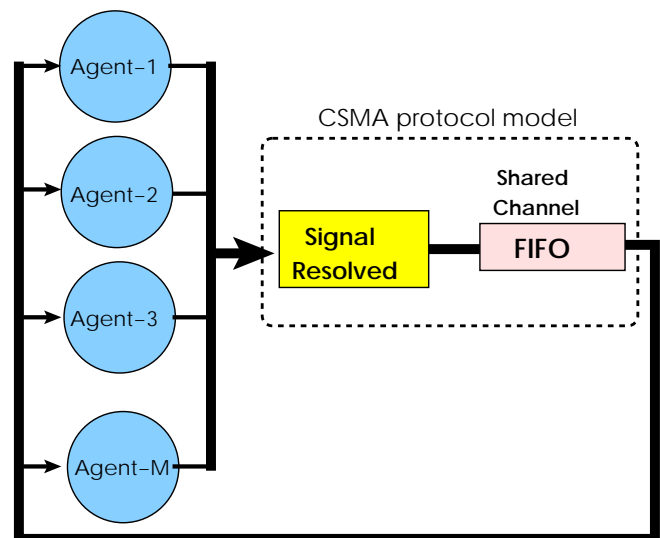 Agent-1
CSMA protocol model
Agent-2
Shared
Channel
Signal
Resolved
FIFO
Agent-3
Agent-M